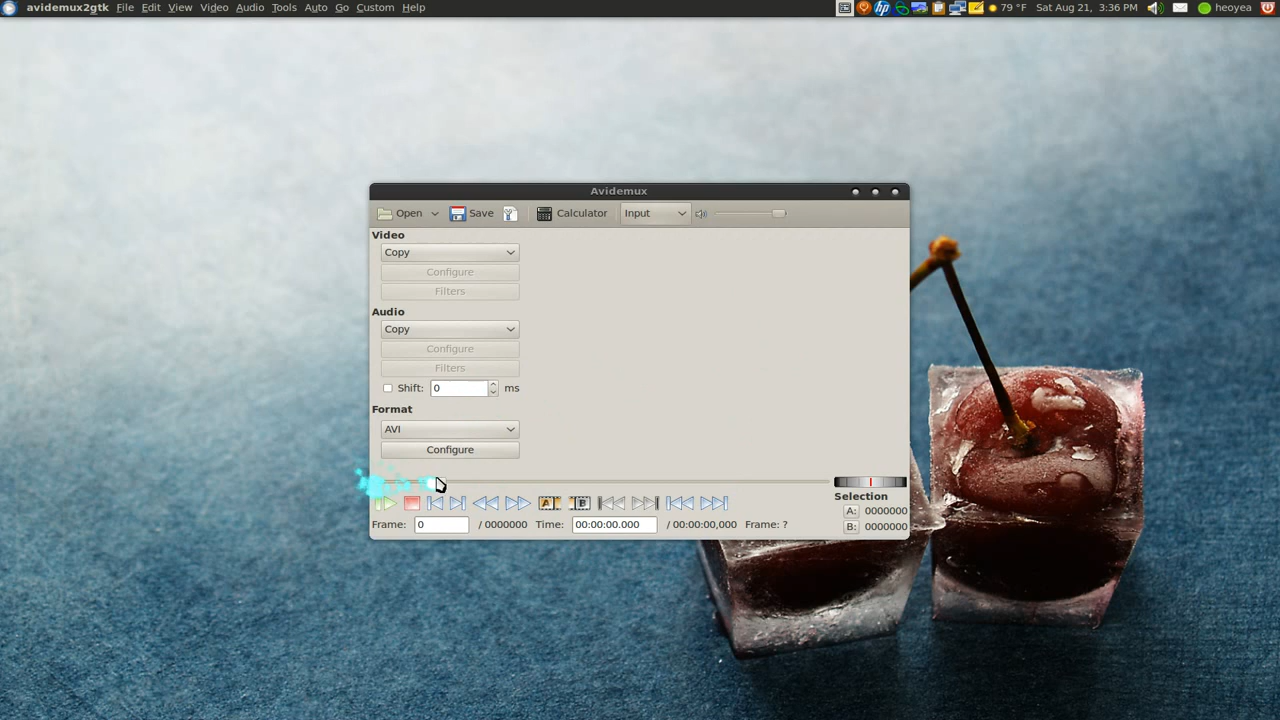 avidemux2gtk File Edit View Video Audio Tools Auto Go Custom Help hp 79 °F Sat Aug 21, 3:36 PM heoyea
Avidemux
Open Save Calculator Input
Video
Copy
Configure
Filters
Audio
Copy
Configure
Filters
Shift: 0 ms
Format
AVI
Configure
A B
Selection
A: 0000000
Frame: 0 / 0000000 Time: 00:00:00.000 / 00:00:00,000 Frame: ?
B: 0000000